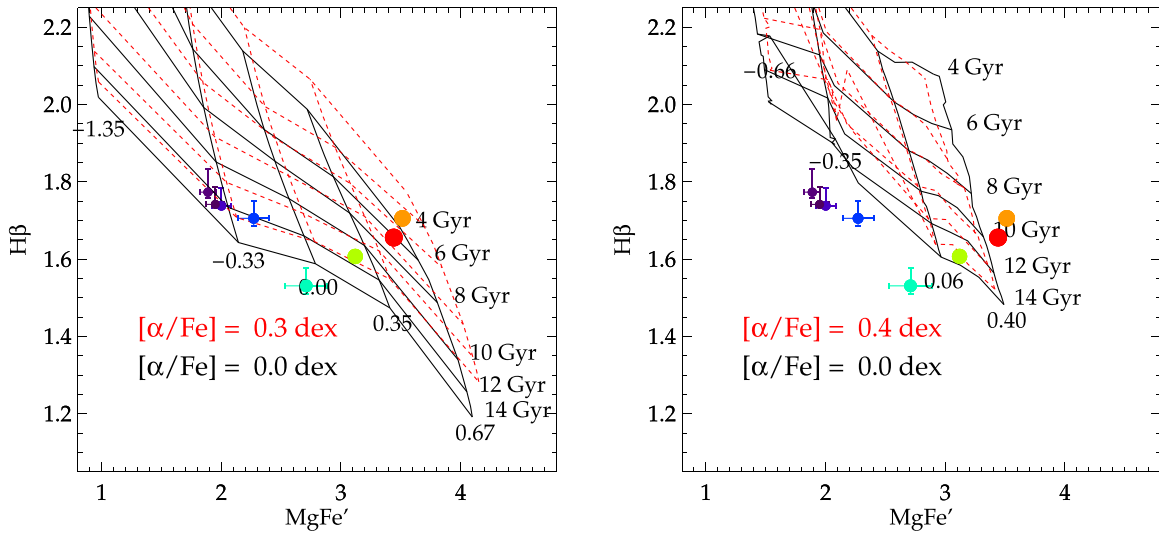 2.2
2.0
1.8
1.6
1.4
1.2
Hβ
−1.35
−0.33
0.00
0.35
0.67
4 Gyr
6 Gyr
8 Gyr
10 Gyr
12 Gyr
14 Gyr
[α/Fe] = 0.3 dex
[α/Fe] = 0.0 dex
1 2 3 4
MgFe′
2.2
2.0
1.8
1.6
1.4
1.2
Hβ
−0.66
−0.35
0.06
0.40
4 Gyr
6 Gyr
8 Gyr
10 Gyr
12 Gyr
14 Gyr
[α/Fe] = 0.4 dex
[α/Fe] = 0.0 dex
1 2 3 4
MgFe′